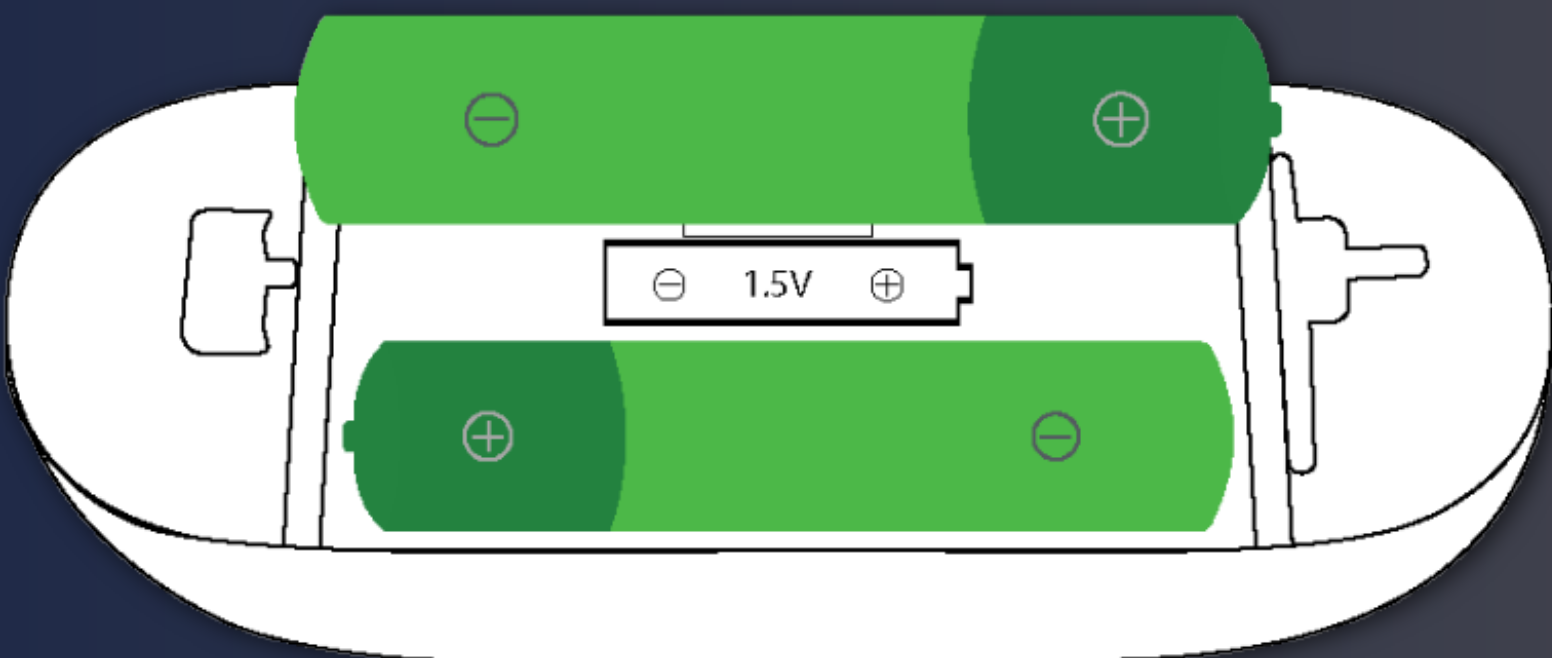 ⊖ ⊕
⊖ 1.5V ⊕
⊕ ⊖